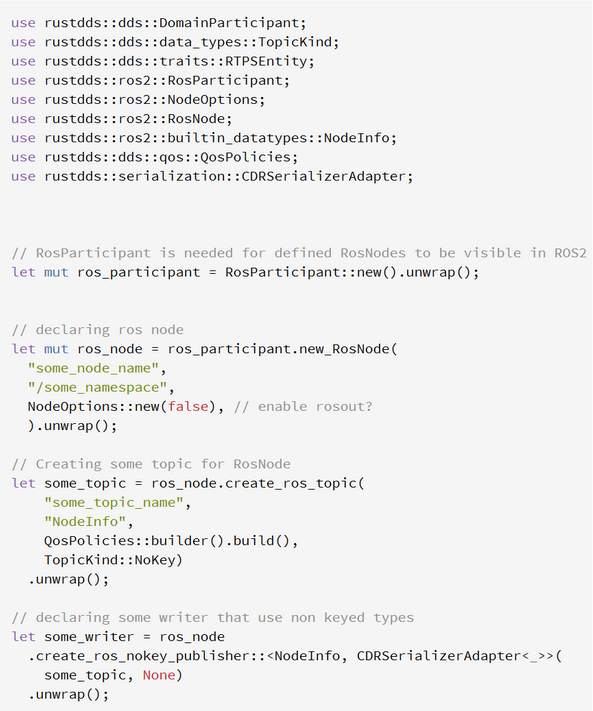 use rustdds::dds::DomainParticipant;
use rustdds::dds::data_types::TopicKind;
use rustdds::dds::traits::RTPSEntity;
use rustdds::ros2::RosParticipant;
use rustdds::ros2::NodeOptions;
use rustdds::ros2::RosNode;
use rustdds::ros2::builtin_datatypes::NodeInfo;
use rustdds::dds::qos::QosPolicies;
use rustdds::serialization::CDRSerializerAdapter;
// RosParticipant is needed for defined RosNodes to be visible in ROS2
let mut ros_participant = RosParticipant::new().unwrap();
// declaring ros node
let mut ros_node = ros_participant.new_RosNode(
  "some_node_name",
  "/some_namespace",
  NodeOptions::new(false), // enable rosout?
  ).unwrap();
// Creating some topic for RosNode
let some_topic = ros_node.create_ros_topic(
    "some_topic_name",
    "NodeInfo",
    QosPolicies::builder().build(),
    TopicKind::NoKey)
  .unwrap();
// declaring some writer that use non keyed types
let some_writer = ros_node
  .create_ros_nokey_publisher::<NodeInfo, CDRSerializerAdapter<_>>(
    some_topic, None)
  .unwrap();